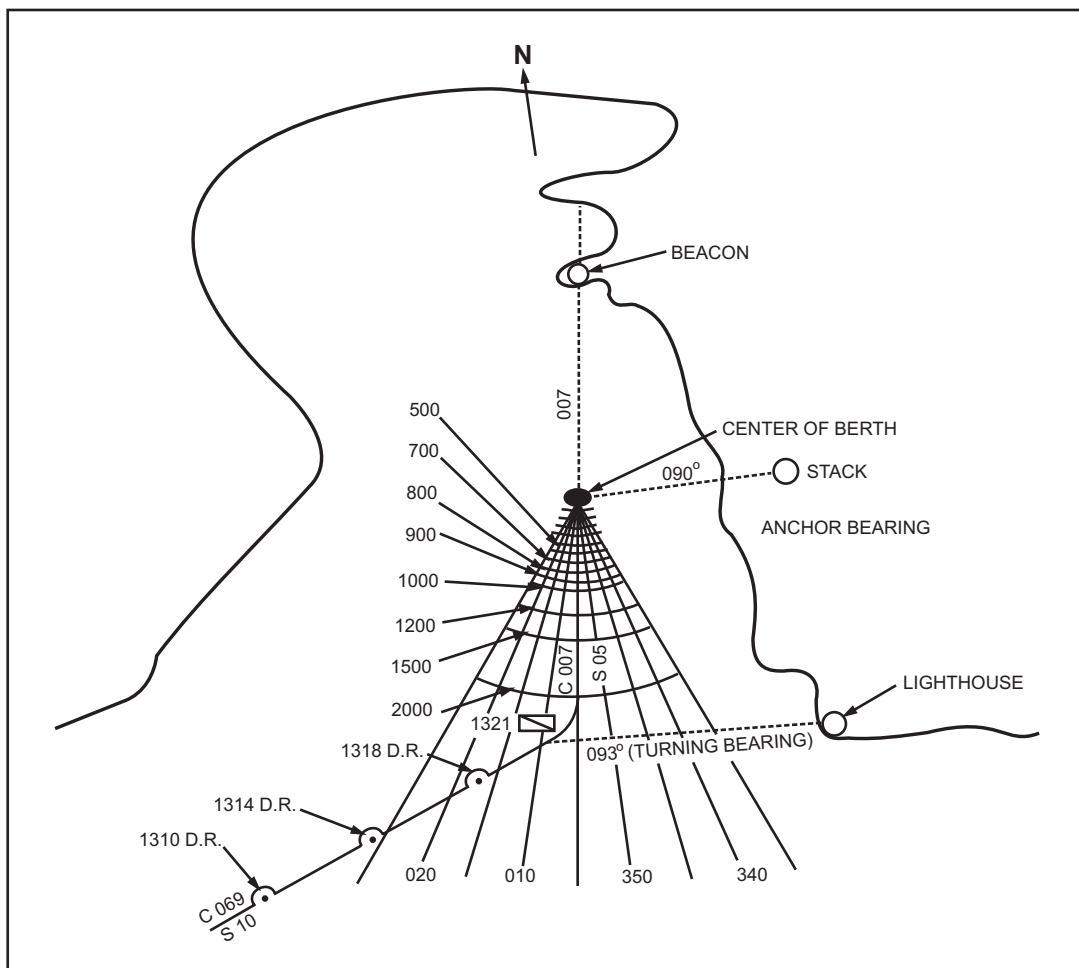 N
BEACON
007
500
CENTER OF BERTH
700
090°
STACK
800
ANCHOR BEARING
900
1000
1200
1500
C 007
S 05
LIGHTHOUSE
2000
1321
093° (TURNING BEARING)
1318 D.R.
1314 D.R.
1310 D.R.
020
010
350
340
C 069
S 10